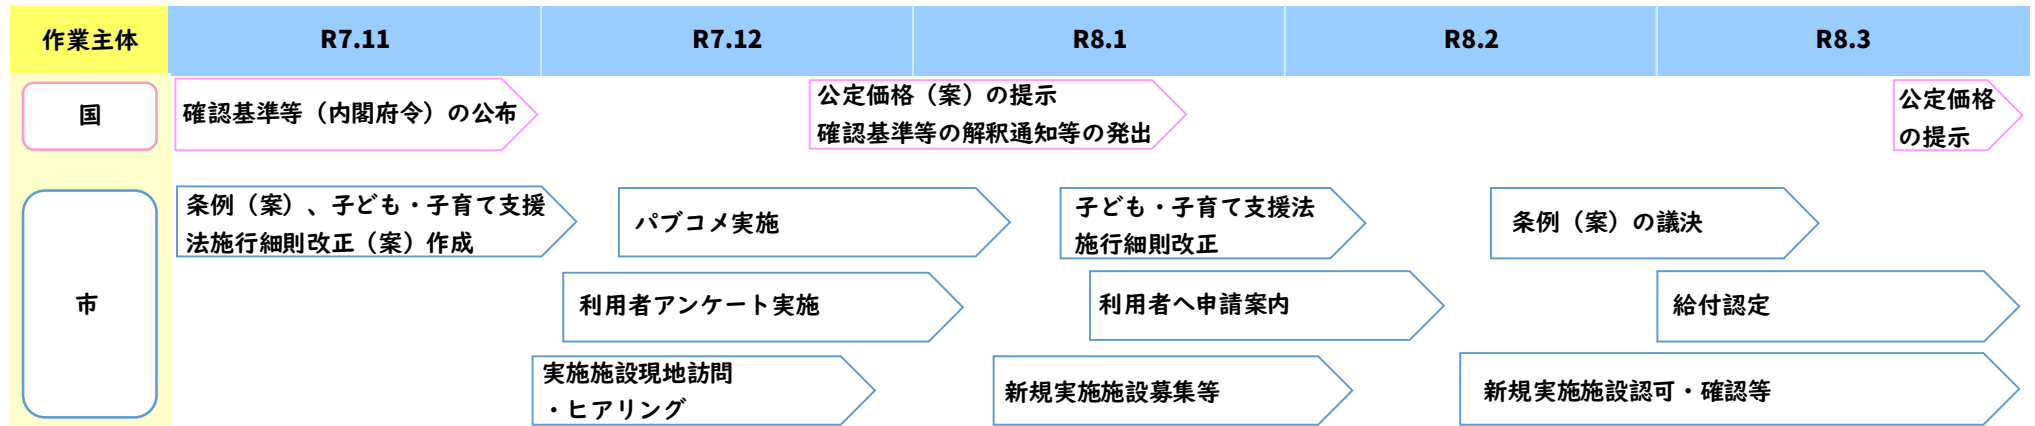 作業主体
R7.11
R7.12
R8.1
R8.2
R8.3
国
確認基準等（内閣府令）の公布
公定価格（案）の提示
確認基準等の解釈通知等の発出
公定価格
の提示
市
条例（案）、子ども・子育て支援
法施行細則改正（案）作成
パブコメ実施
子ども・子育て支援法
施行細則改正
条例（案）の議決
利用者アンケート実施
利用者へ申請案内
給付認定
実施施設現地訪問
・ヒアリング
新規実施施設募集等
新規実施施設認可・確認等